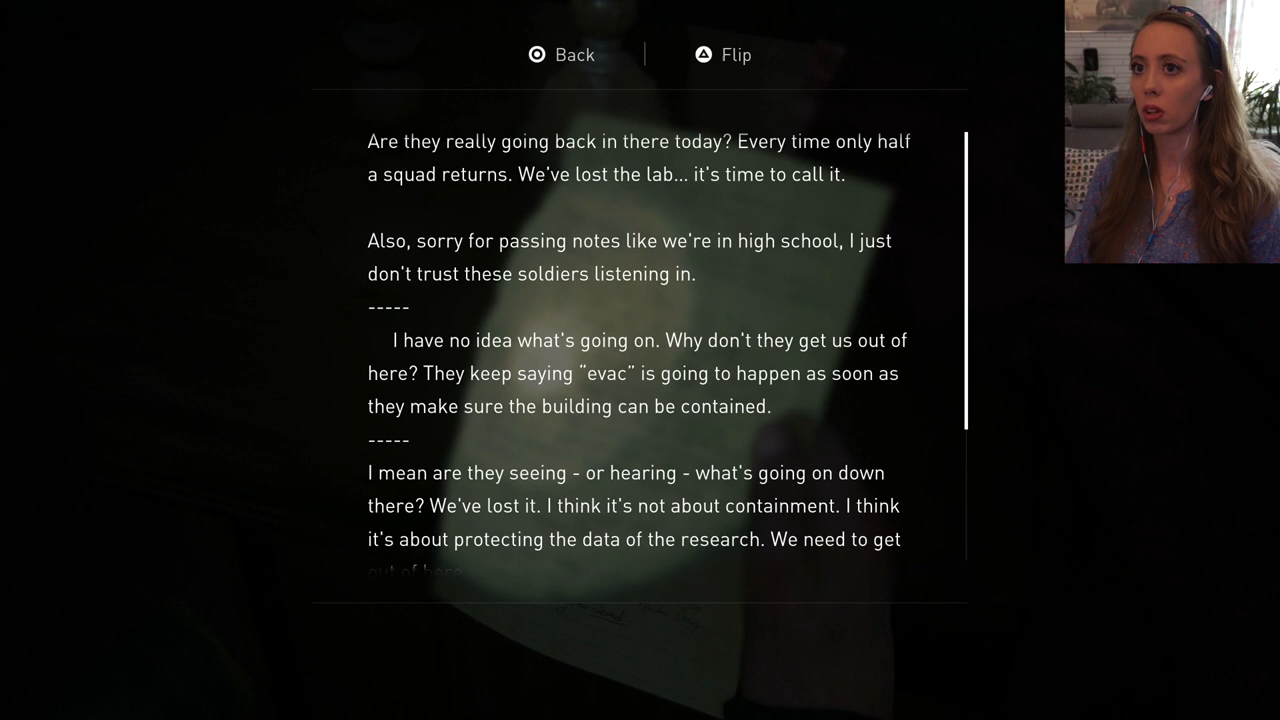 Back
Flip
Are they really going back in there today? Every time only half
a squad returns. We've lost the lab... it's time to call it.
Also, sorry for passing notes like we're in high school, I just
don't trust these soldiers listening in.
-----
I have no idea what's going on. Why don't they get us out of
here? They keep saying “evac” is going to happen as soon as
they make sure the building can be contained.
-----
I mean are they seeing - or hearing - what's going on down
there? We've lost it. I think it's not about containment. I think
it's about protecting the data of the research. We need to get
out of here